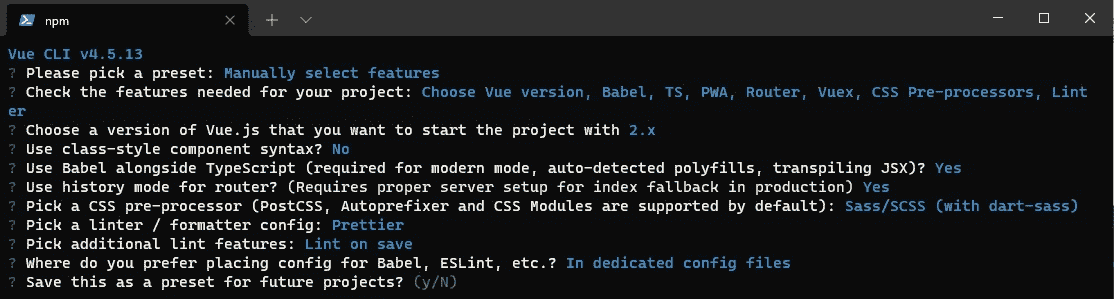 npm
Vue CLI v4.5.13
? Please pick a preset: Manually select features
? Check the features needed for your project: Choose Vue version, Babel, TS, PWA, Router, Vuex, CSS Pre-processors, Lint
er
? Choose a version of Vue.js that you want to start the project with 2.x
? Use class-style component syntax? No
? Use Babel alongside TypeScript (required for modern mode, auto-detected polyfills, transpiling JSX)? Yes
? Use history mode for router? (Requires proper server setup for index fallback in production) Yes
? Pick a CSS pre-processor (PostCSS, Autoprefixer and CSS Modules are supported by default): Sass/SCSS (with dart-sass)
? Pick a linter / formatter config: Prettier
? Pick additional lint features: Lint on save
? Where do you prefer placing config for Babel, ESLint, etc.? In dedicated config files
? Save this as a preset for future projects? (y/N)